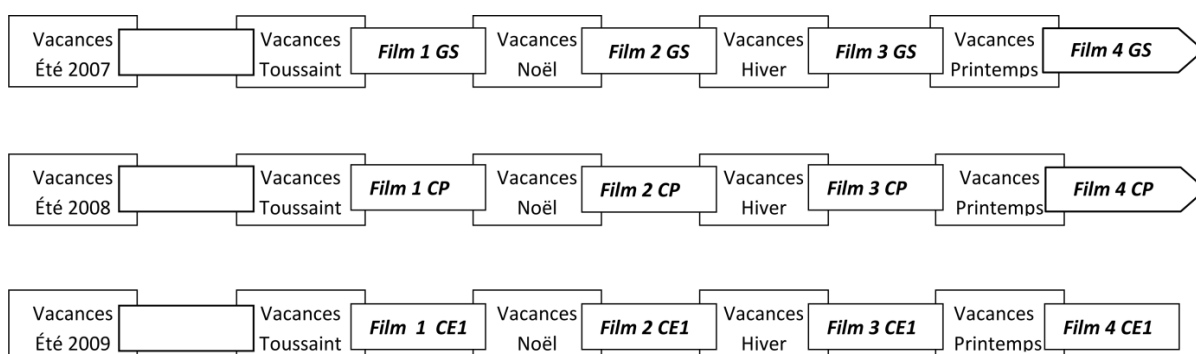 Vacances Été 2007
Vacances Toussaint
Film 1 GS
Vacances Noël
Film 2 GS
Vacances Hiver
Film 3 GS
Vacances Printemps
Film 4 GS
Vacances Été 2008
Vacances Toussaint
Film 1 CP
Vacances Noël
Film 2 CP
Vacances Hiver
Film 3 CP
Vacances Printemps
Film 4 CP
Vacances Été 2009
Vacances Toussaint
Film 1 CE1
Vacances Noël
Film 2 CE1
Vacances Hiver
Film 3 CE1
Vacances Printemps
Film 4 CE1